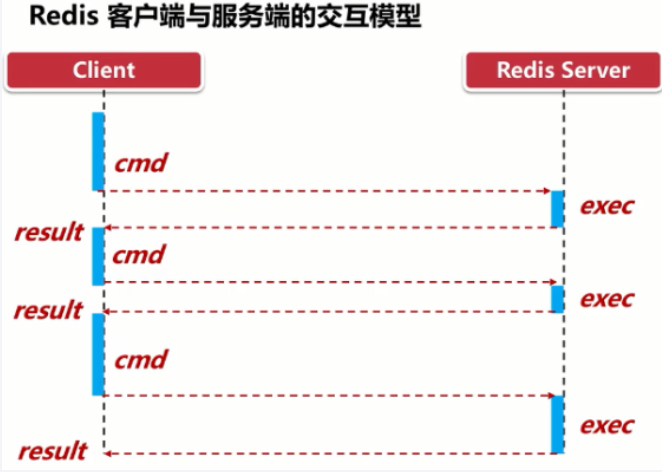 Redis 客户端与服务端的交互模型
Client
Redis Server
cmd
exec
result
cmd
exec
result
cmd
exec
result